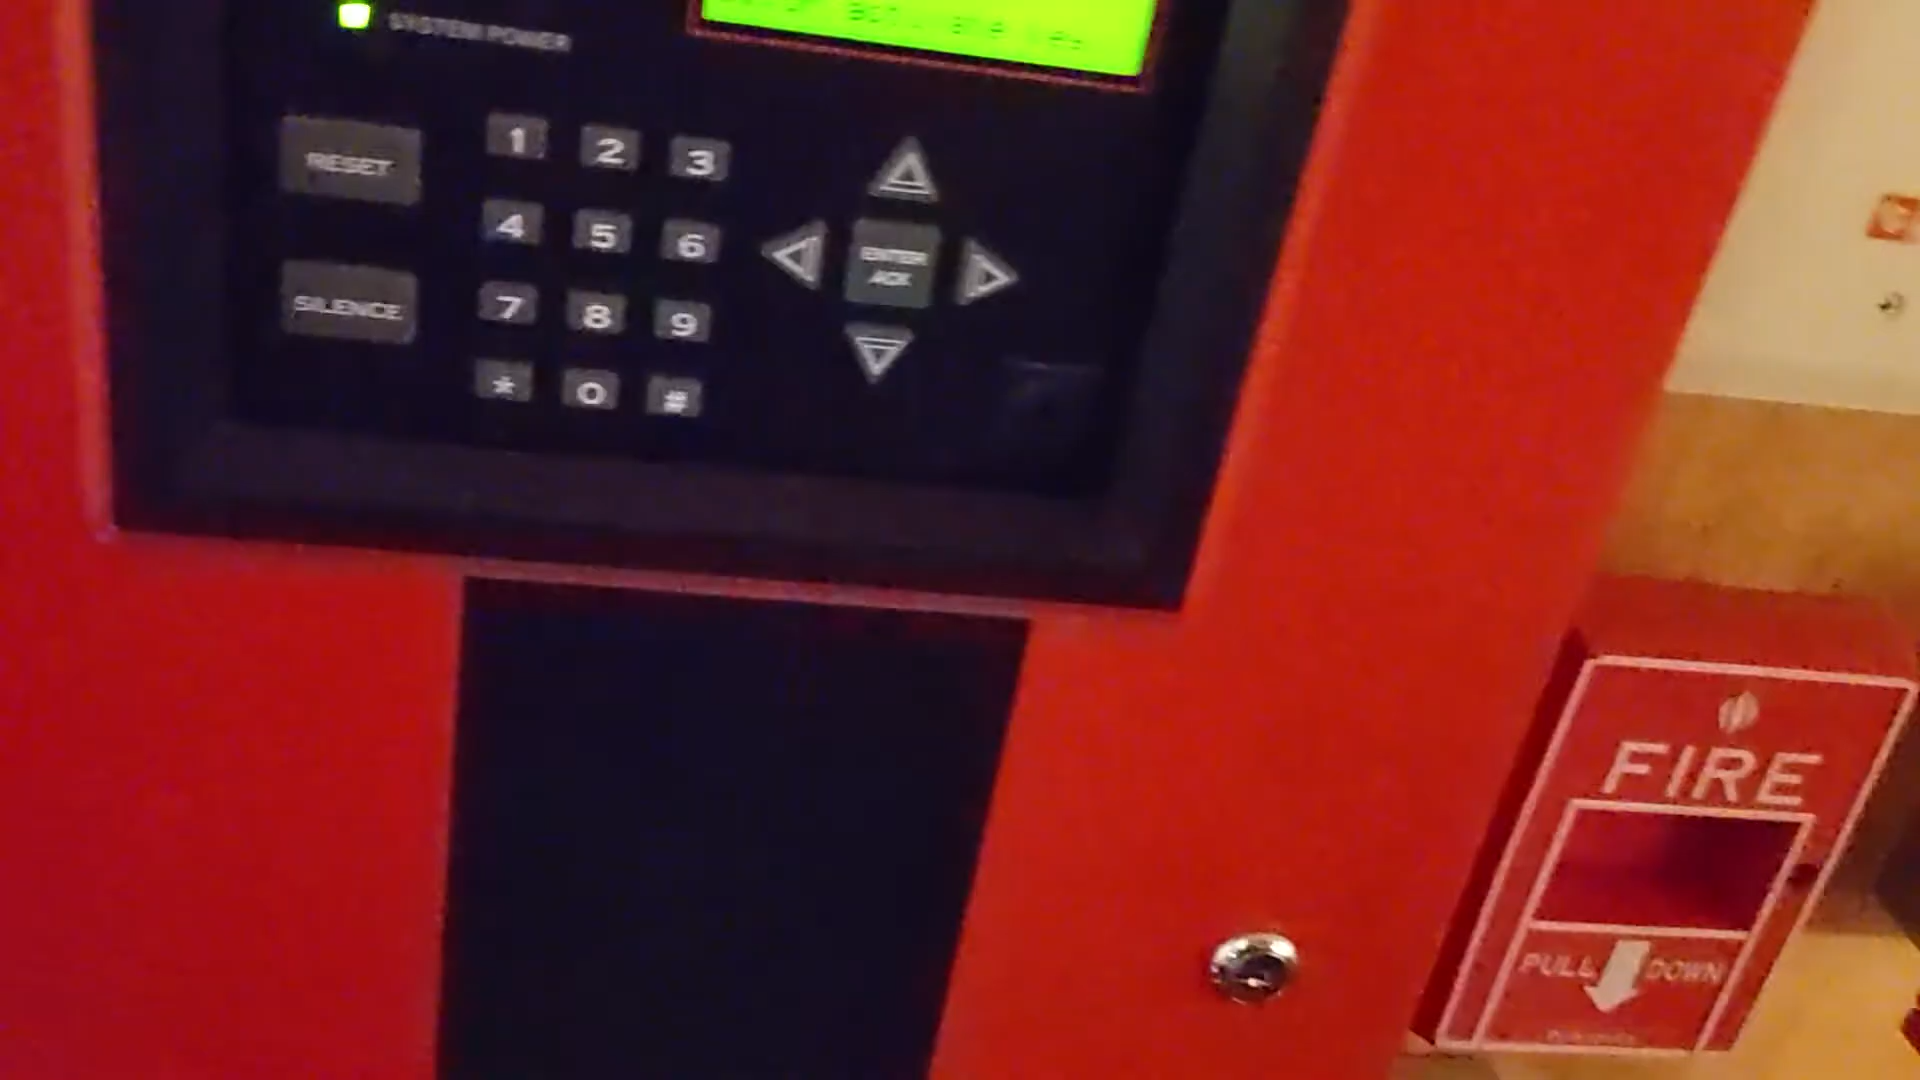 SYSTEM POWER
RESET
1 2 3
4 5 6
ENTER
ACK
SILENCE
7 8 9
* 0 #
FIRE
PULL DOWN